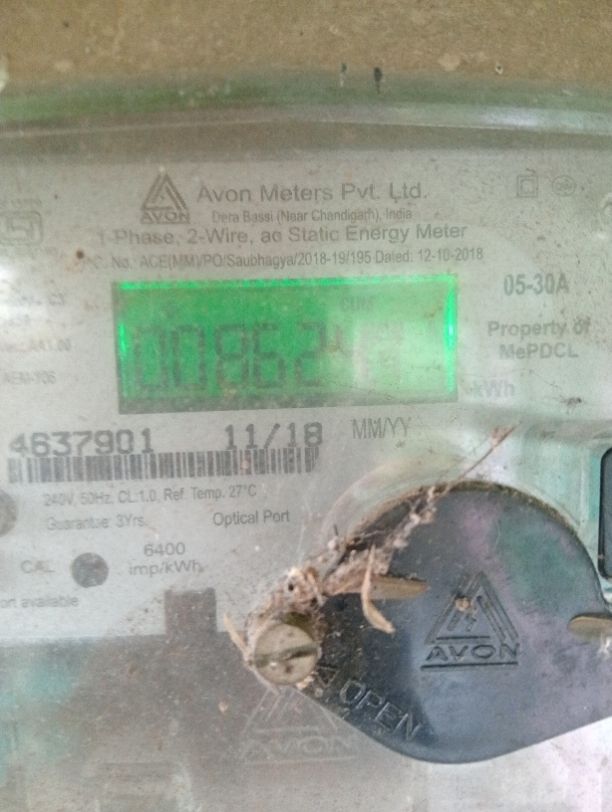 AVON
Avon Meters Pvt. Ltd.
Dera Bassi (Near Chandigarh), India
1-Phase, 2-Wire, ac Static Energy Meter
No. ACE(MM)/PO/Saubhagya/2018-19/195 Dated: 12-10-2018
05-30A
Property of
MePDCL
kWh
4637901 11/18 MM/YY
240V, 50Hz, CL:1.0, Ref. Temp. 27°C
Guarantee: 3Yrs. Optical Port
CAL
6400
imp/kWh
available
AVON
OPEN
AVON